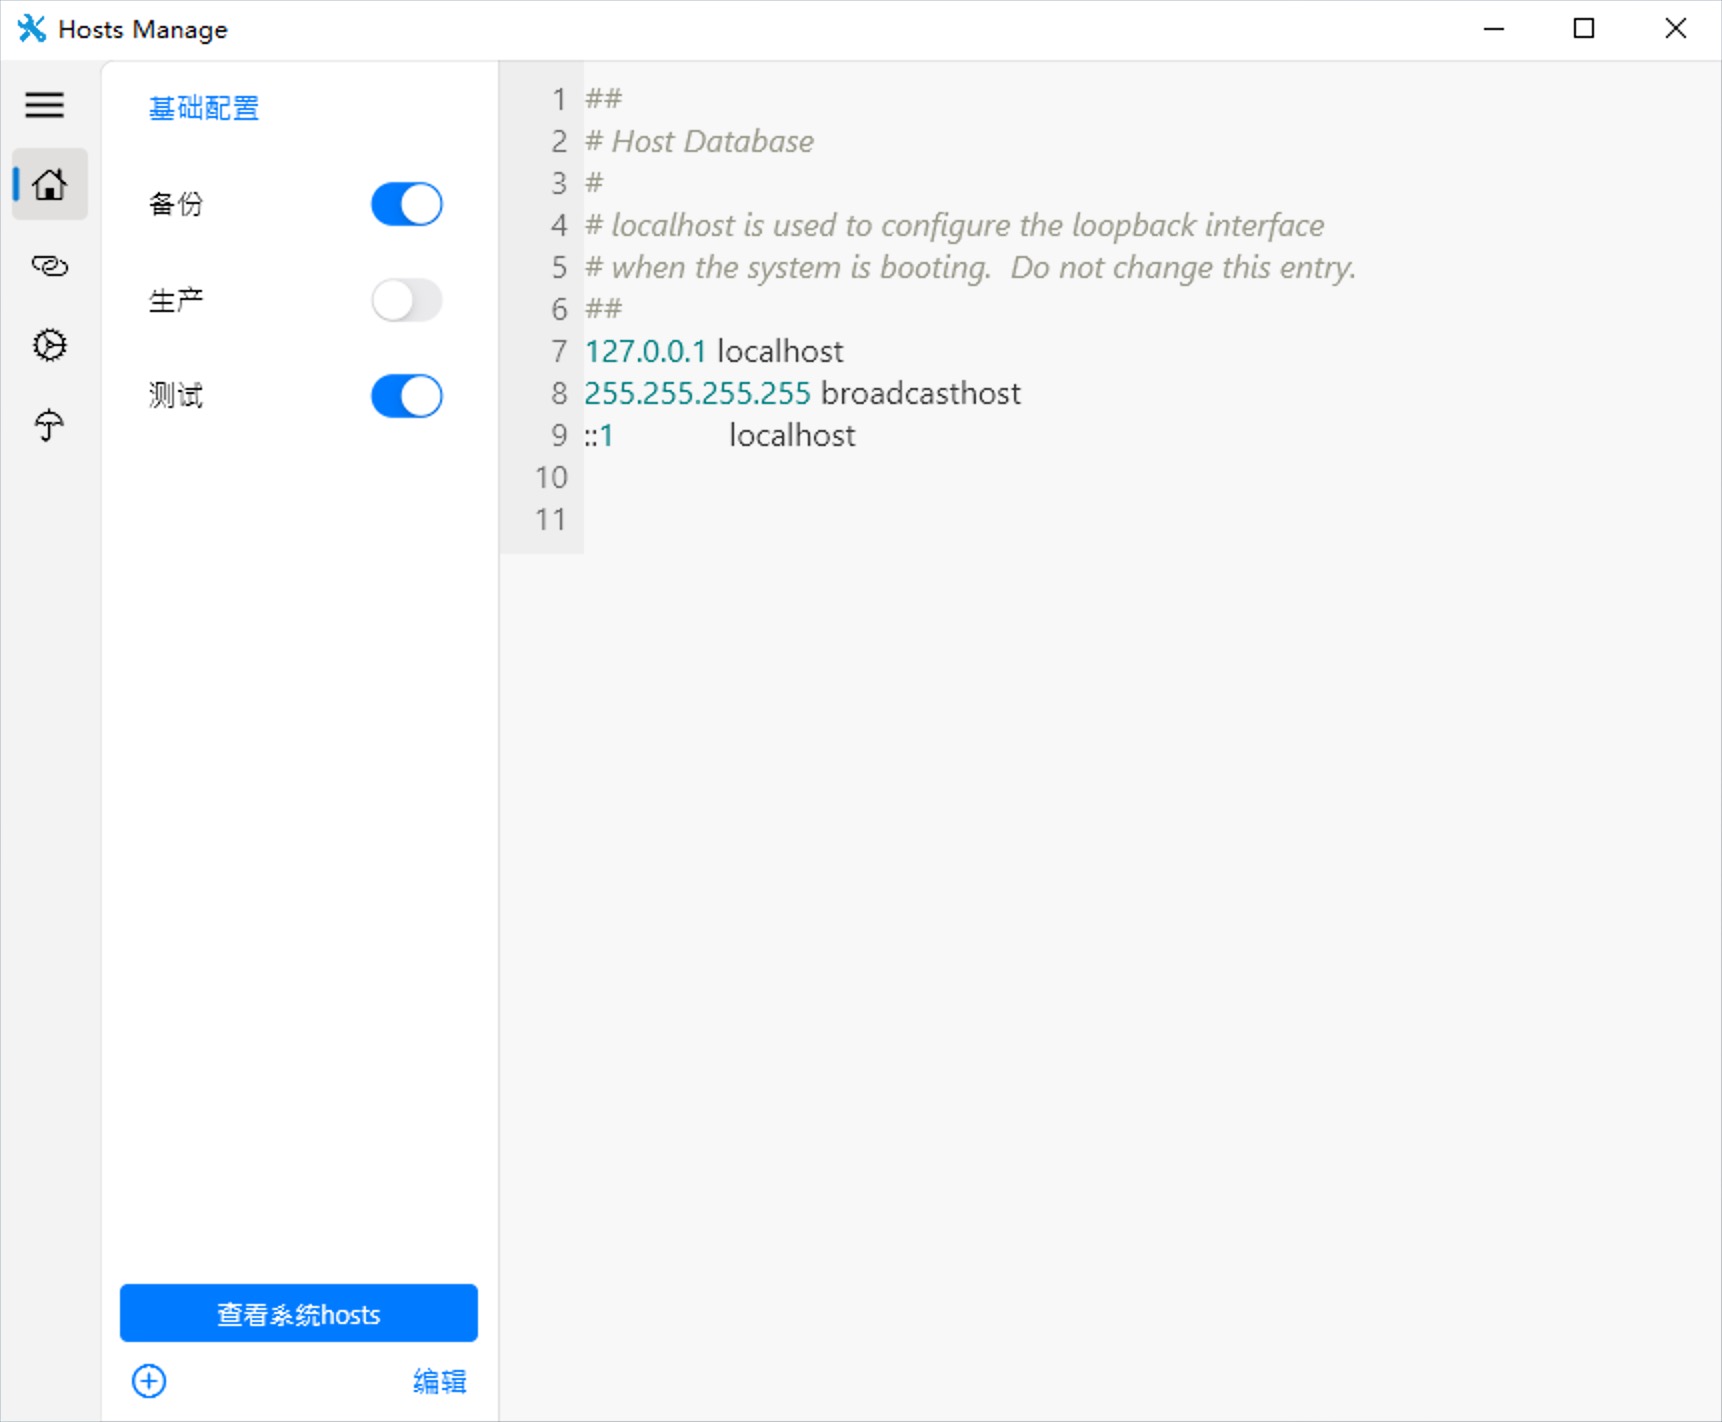 Hosts Manage
基础配置
备份
生产
测试
查看系统hosts
编辑
1 ##
2 # Host Database
3 #
4 # localhost is used to configure the loopback interface
5 # when the system is booting.  Do not change this entry.
6 ##
7 127.0.0.1 localhost
8 255.255.255.255 broadcasthost
9 ::1             localhost
10
11